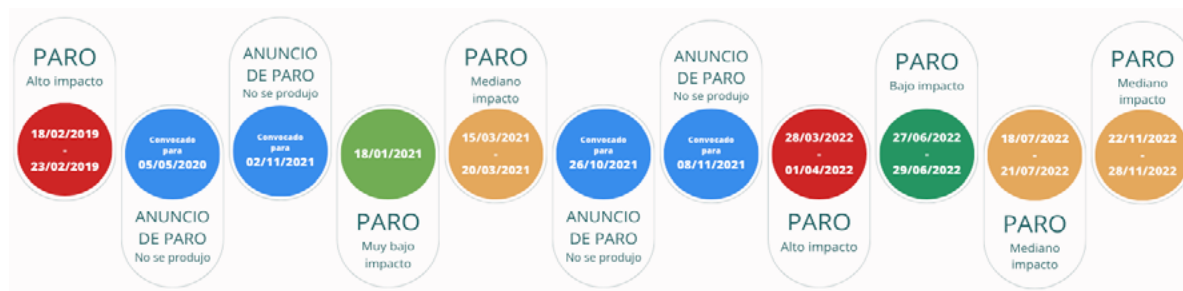 PARO
Alto impacto
18/02/2019
-
23/02/2019
Convocado
para
05/05/2020
ANUNCIO
DE PARO
No se produjo
ANUNCIO
DE PARO
No se produjo
Convocado
para
02/11/2021
18/01/2021
PARO
Muy bajo
impacto
PARO
Mediano
impacto
15/03/2021
-
20/03/2021
Convocado
para
26/10/2021
ANUNCIO
DE PARO
No se produjo
ANUNCIO
DE PARO
No se produjo
Convocado
para
08/11/2021
28/03/2022
-
01/04/2022
PARO
Alto impacto
PARO
Bajo impacto
27/06/2022
-
29/06/2022
18/07/2022
-
21/07/2022
PARO
Mediano
impacto
PARO
Mediano
impacto
22/11/2022
-
28/11/2022